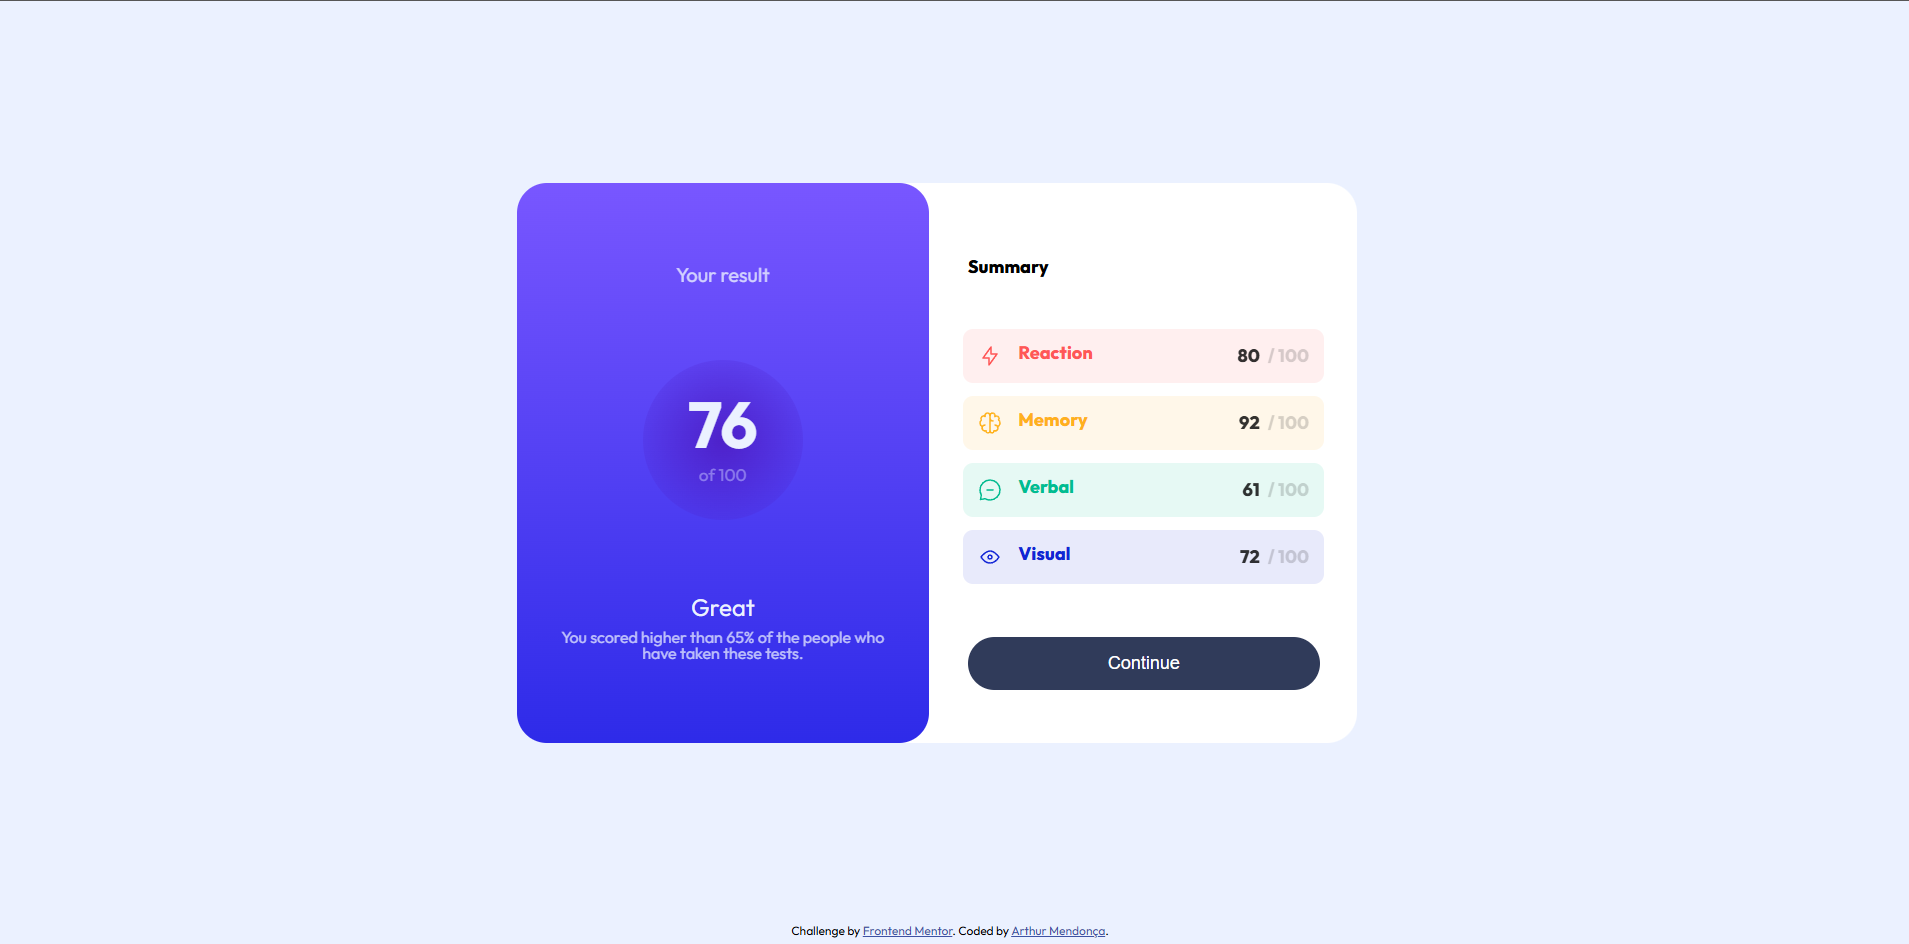 Your result
76
of 100
Great
You scored higher than 65% of the people who
have taken these tests.
Summary
Reaction 80 / 100
Memory 92 / 100
Verbal 61 / 100
Visual 72 / 100
Continue
Challenge by Frontend Mentor. Coded by Arthur Mendonça.